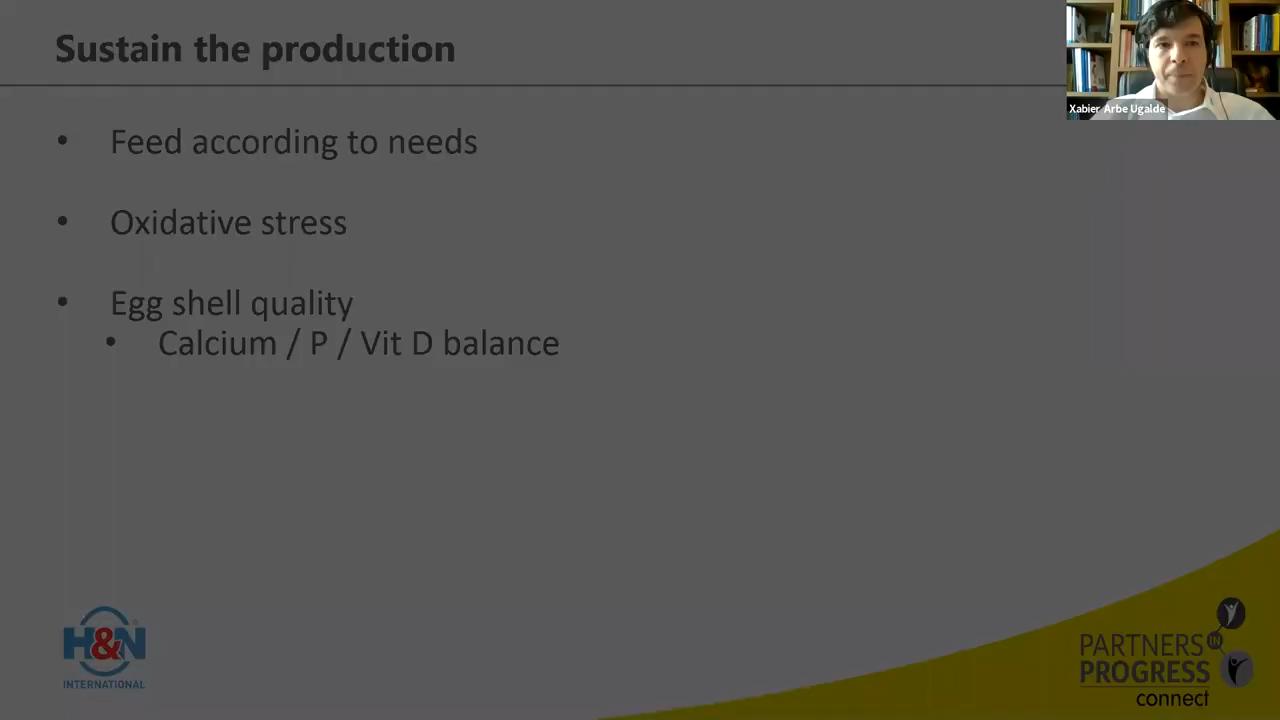 Sustain the production
Xabier Arbe Ugalde
• Feed according to needs
• Oxidative stress
• Egg shell quality
• Calcium / P / Vit D balance
H&N
INTERNATIONAL
PARTNERS IN
PROGRESS
connect